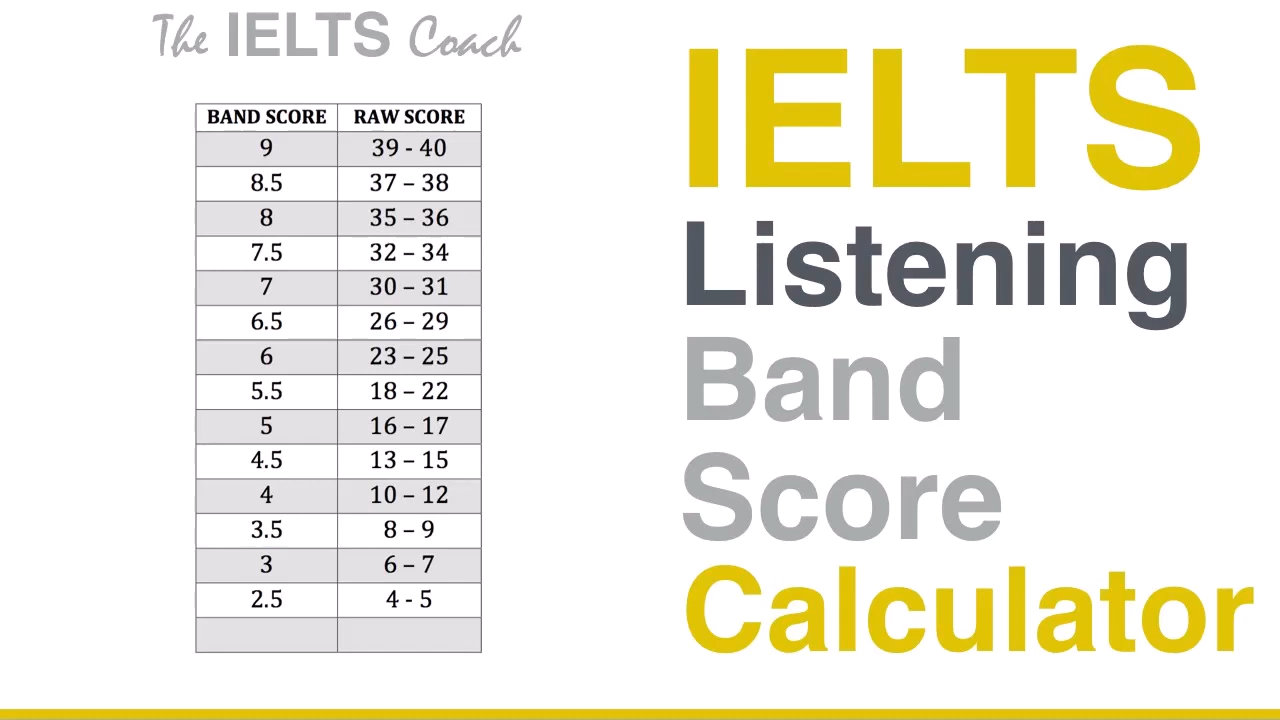 The IELTS Coach
BAND SCORE RAW SCORE
9 39 - 40
8.5 37 – 38
8 35 – 36
7.5 32 – 34
7 30 – 31
6.5 26 – 29
6 23 – 25
5.5 18 – 22
5 16 – 17
4.5 13 – 15
4 10 – 12
3.5 8 – 9
3 6 – 7
2.5 4 - 5
IELTS
Listening
Band
Score
Calculator